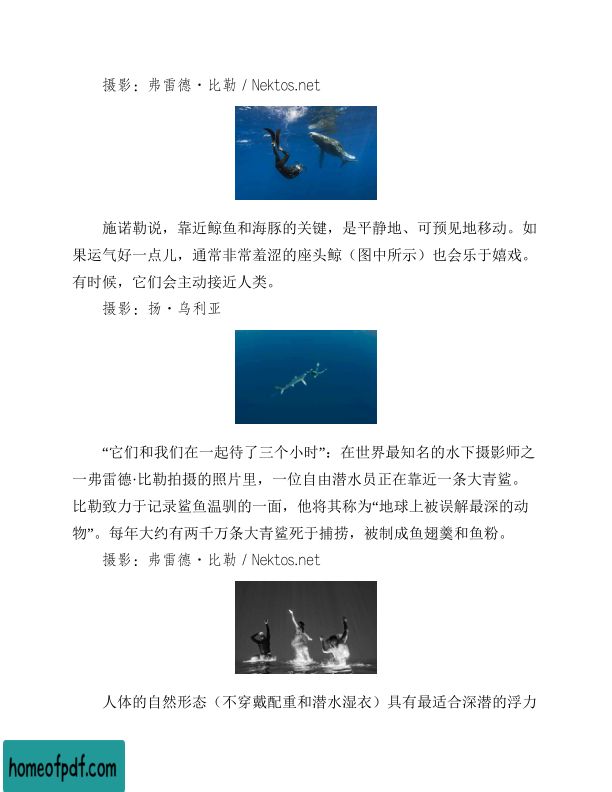 摄影：弗雷德·比勒 / Nektos.net
施诺勒说，靠近鲸鱼和海豚的关键，是平静地、可预见地移动。如
果运气好一点儿，通常非常羞涩的座头鲸（图中所示）也会乐于嬉戏。
有时候，它们会主动接近人类。
摄影：扬·乌利亚
“它们和我们在一起待了三个小时”：在世界最知名的水下摄影师之
一弗雷德·比勒拍摄的照片里，一位自由潜水员正在靠近一条大青鲨。
比勒致力于记录鲨鱼温驯的一面，他将其称为“地球上被误解最深的动
物”。每年大约有两千万条大青鲨死于捕捞，被制成鱼翅羹和鱼粉。
摄影：弗雷德·比勒 / Nektos.net
人体的自然形态（不穿戴配重和潜水湿衣）具有最适合深潜的浮力
homeofpdf.com